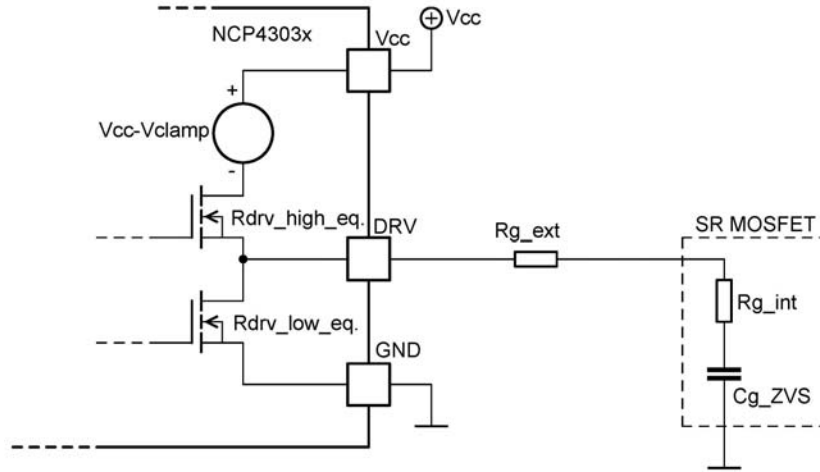 NCP4303x
Vcc
Vcc
+
Vcc-Vclamp
-
Rdrv_high_eq.
DRV
Rg_ext
SR MOSFET
Rg_int
Rdrv_low_eq.
GND
Cg_ZVS